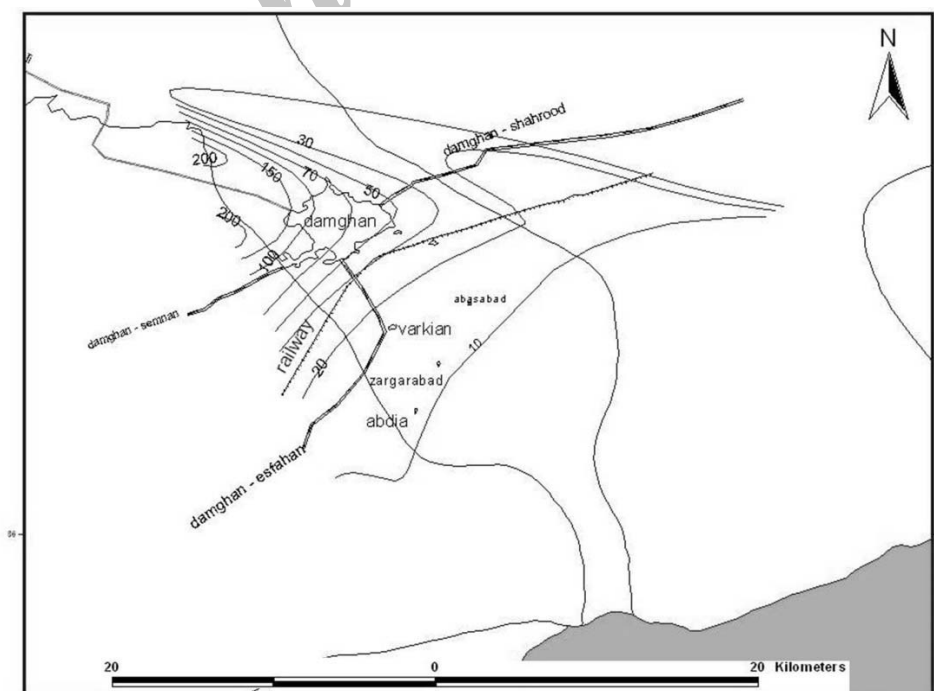 N
damghan - shahrood
30
200
150
70
50
200
damghan
100
abasabad
damghan - semnan
railway
varkian
10
20
zargarabad
abdia
damghan - esfahan
20 0 20 Kilometers